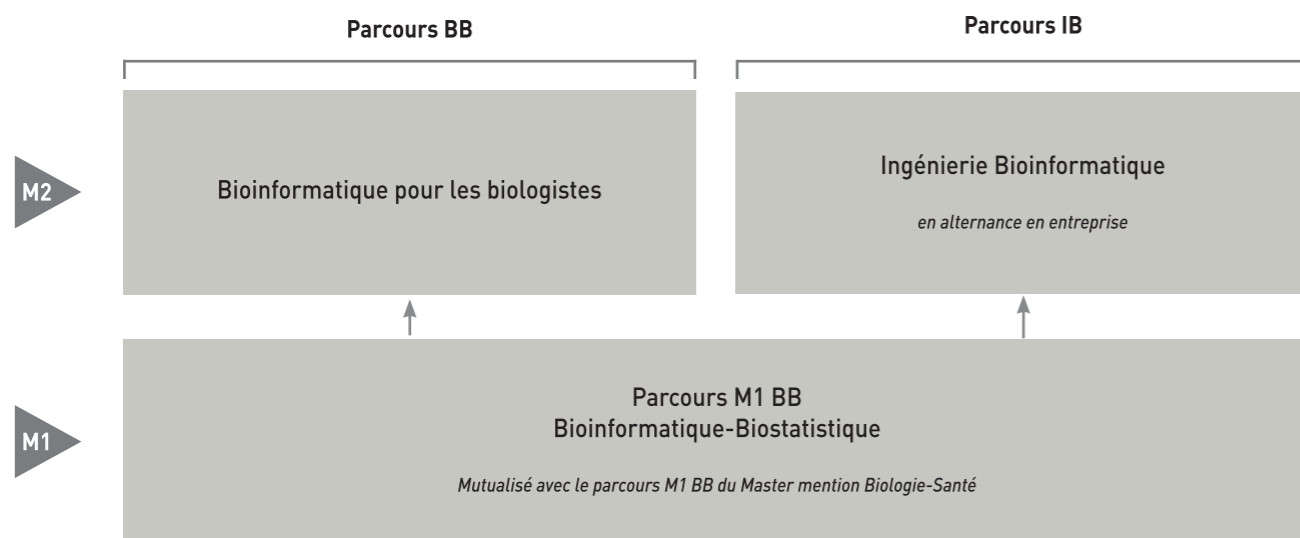 Parcours BB
Parcours IB
M2
Bioinformatique pour les biologistes
Ingénierie Bioinformatique
en alternance en entreprise
M1
Parcours M1 BB
Bioinformatique-Biostatistique
Mutualisé avec le parcours M1 BB du Master mention Biologie-Santé